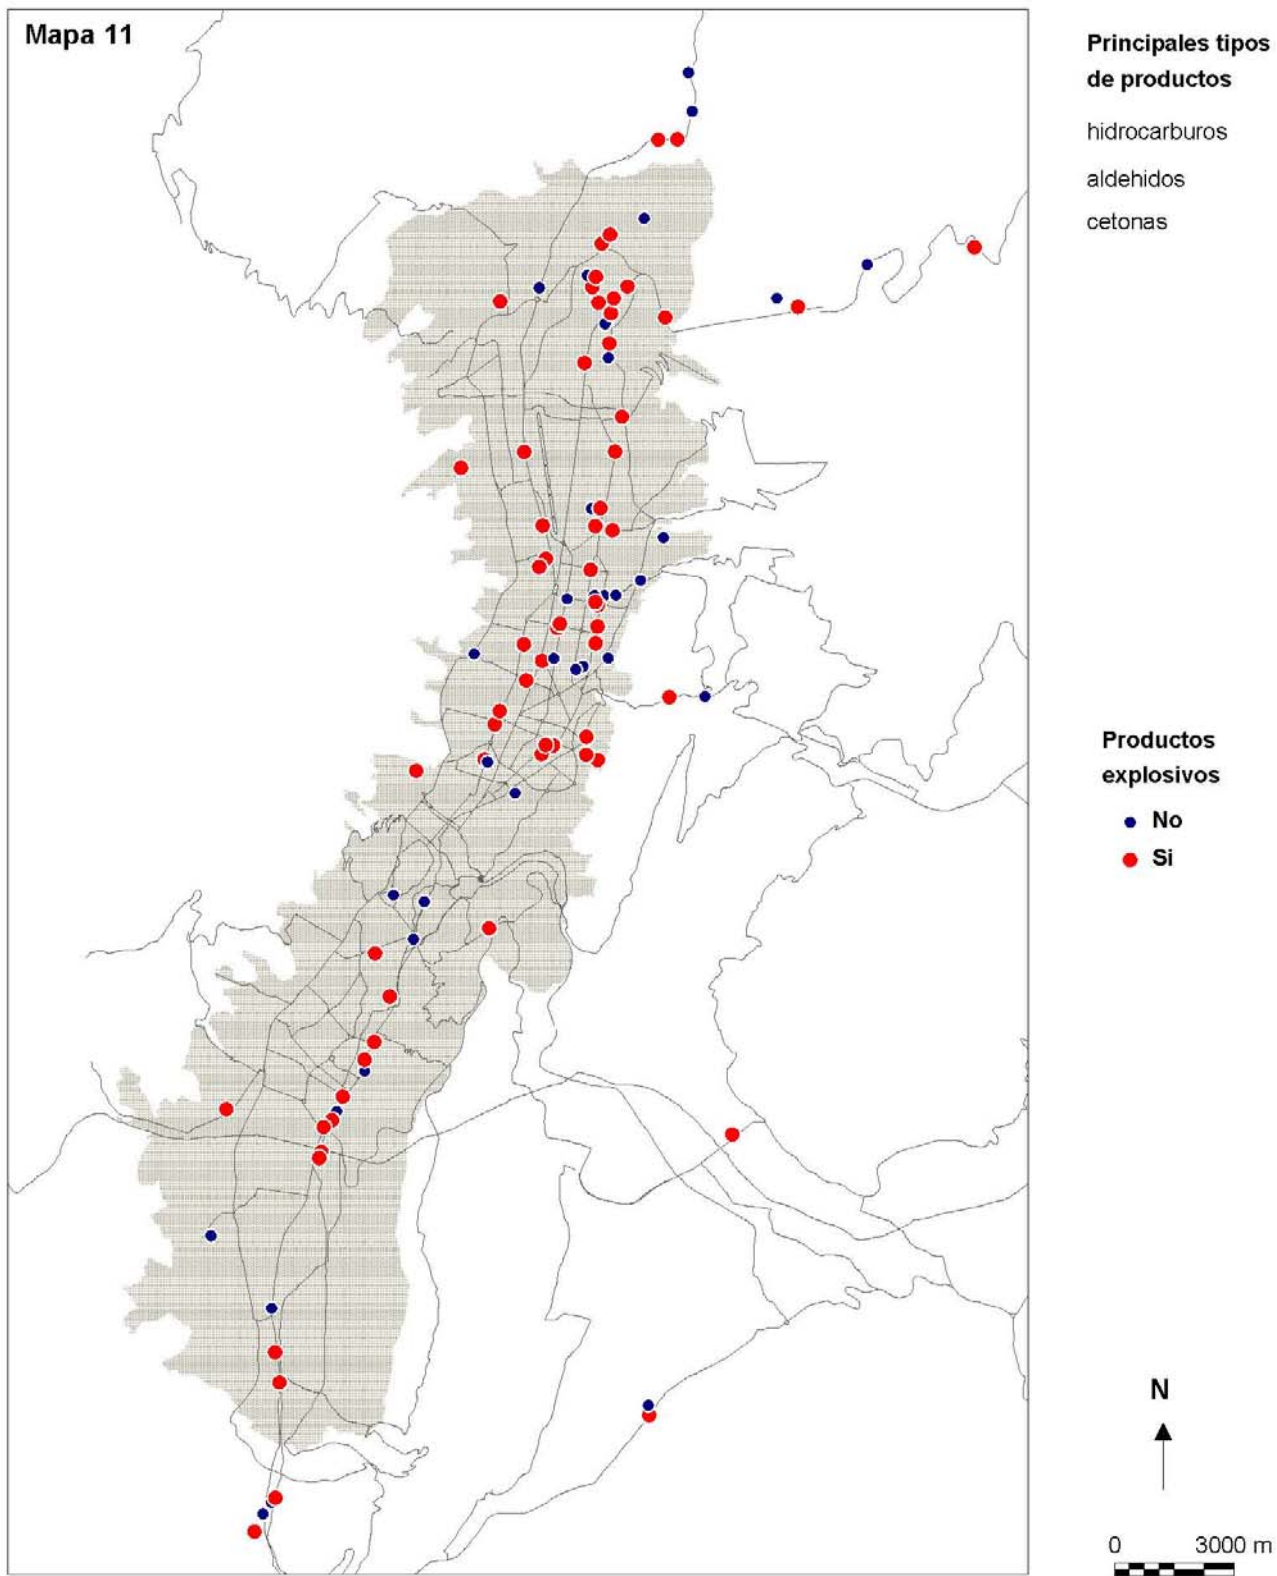 Mapa 11
Principales tipos
de productos
hidrocarburos
aldehidos
cetonas
Productos
explosivos
No
Si
N
0 3000 m